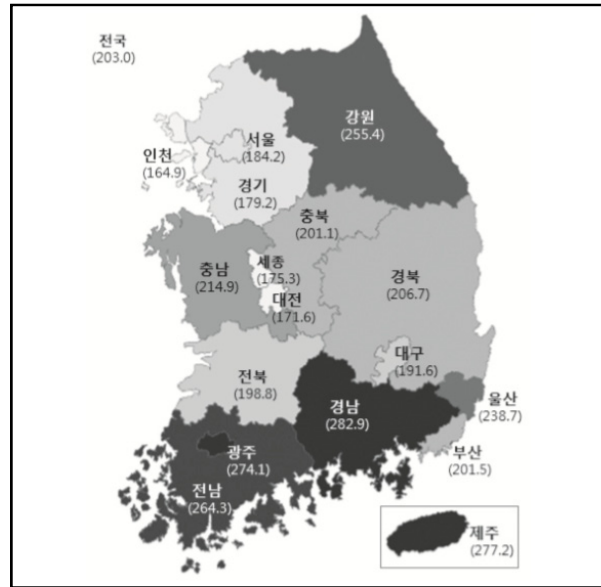 전국
(203.0)
강원
(255.4)
서울
(184.2)
인천
(164.9)
경기
(179.2)
충북
(201.1)
세종
(175.3)
충남
(214.9)
경북
(206.7)
대전
(171.6)
대구
(191.6)
전북
(198.8)
경남
(282.9)
울산
(238.7)
광주
(274.1)
부산
(201.5)
전남
(264.3)
제주
(277.2)